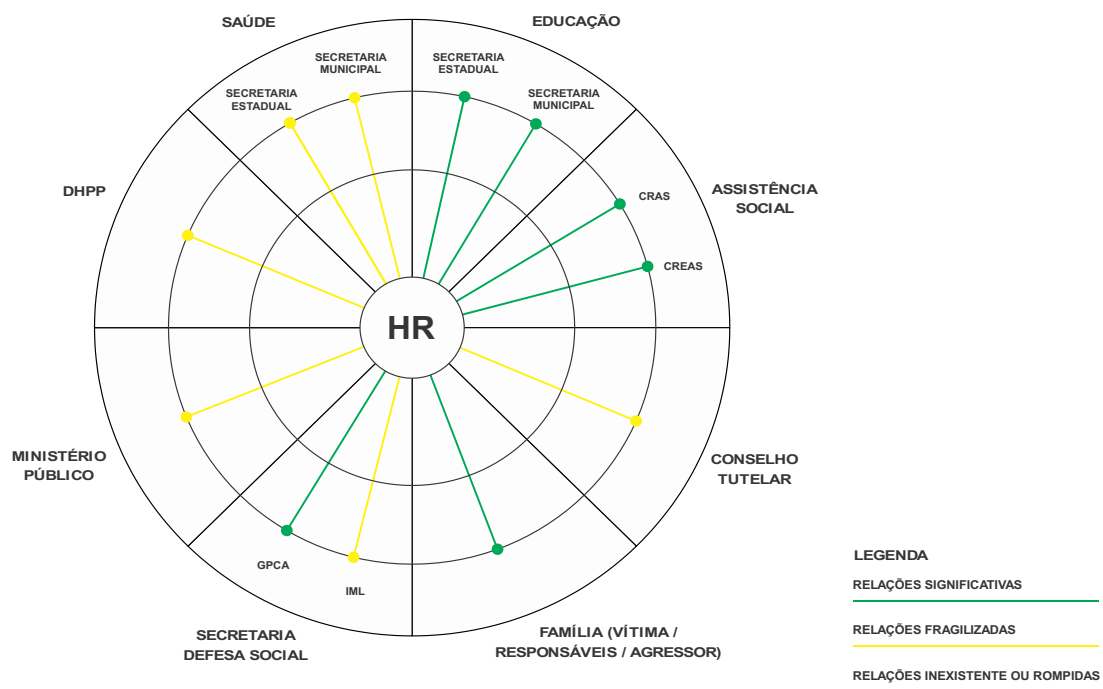 SAÚDE
EDUCAÇÃO
SECRETARIA
MUNICIPAL
SECRETARIA
ESTADUAL
SECRETARIA
ESTADUAL
SECRETARIA
MUNICIPAL
DHPP
CRAS
ASSISTÊNCIA
SOCIAL
CREAS
HR
MINISTÉRIO
PÚBLICO
CONSELHO
TUTELAR
GPCA
IML
SECRETARIA
DEFESA SOCIAL
FAMÍLIA (VÍTIMA /
RESPONSÁVEIS / AGRESSOR)
LEGENDA
RELAÇÕES SIGNIFICATIVAS
RELAÇÕES FRAGILIZADAS
RELAÇÕES INEXISTENTE OU ROMPIDAS